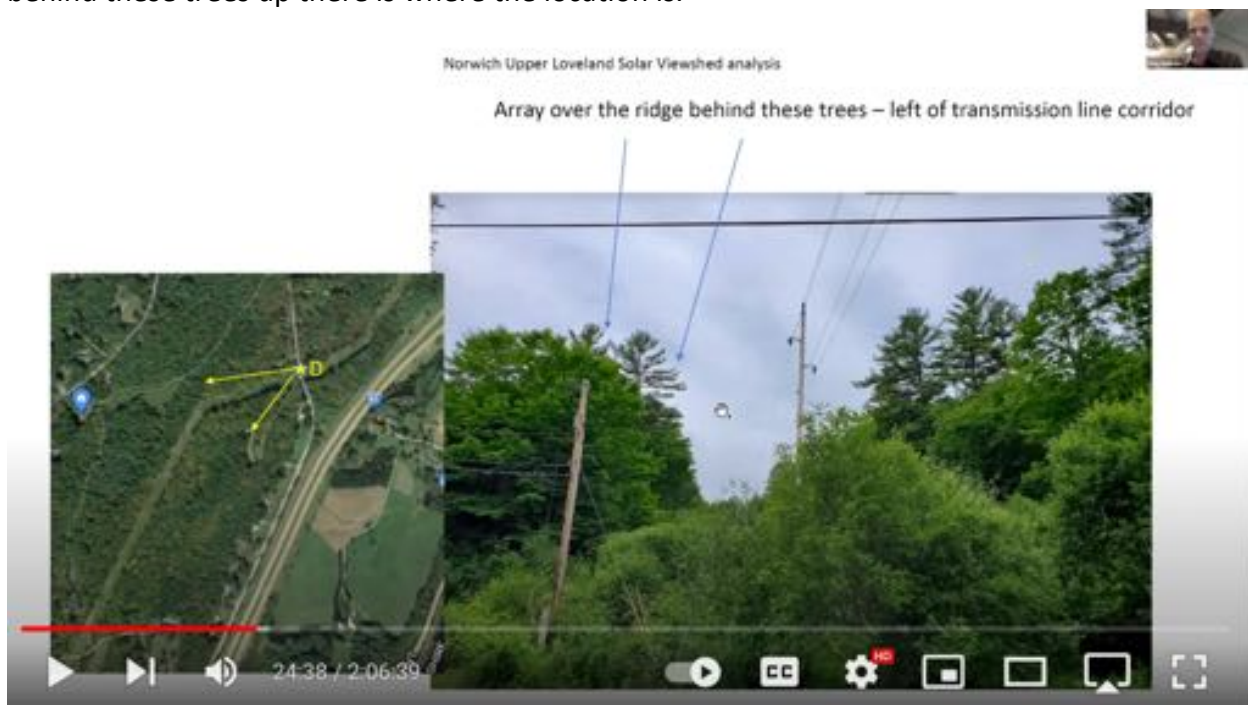 behind these trees up there is where the location is.
Norwich Upper Loveland Solar Viewshed analysis
Array over the ridge behind these trees – left of transmission line corridor
D
24:38 / 2:06:39
CC
HD